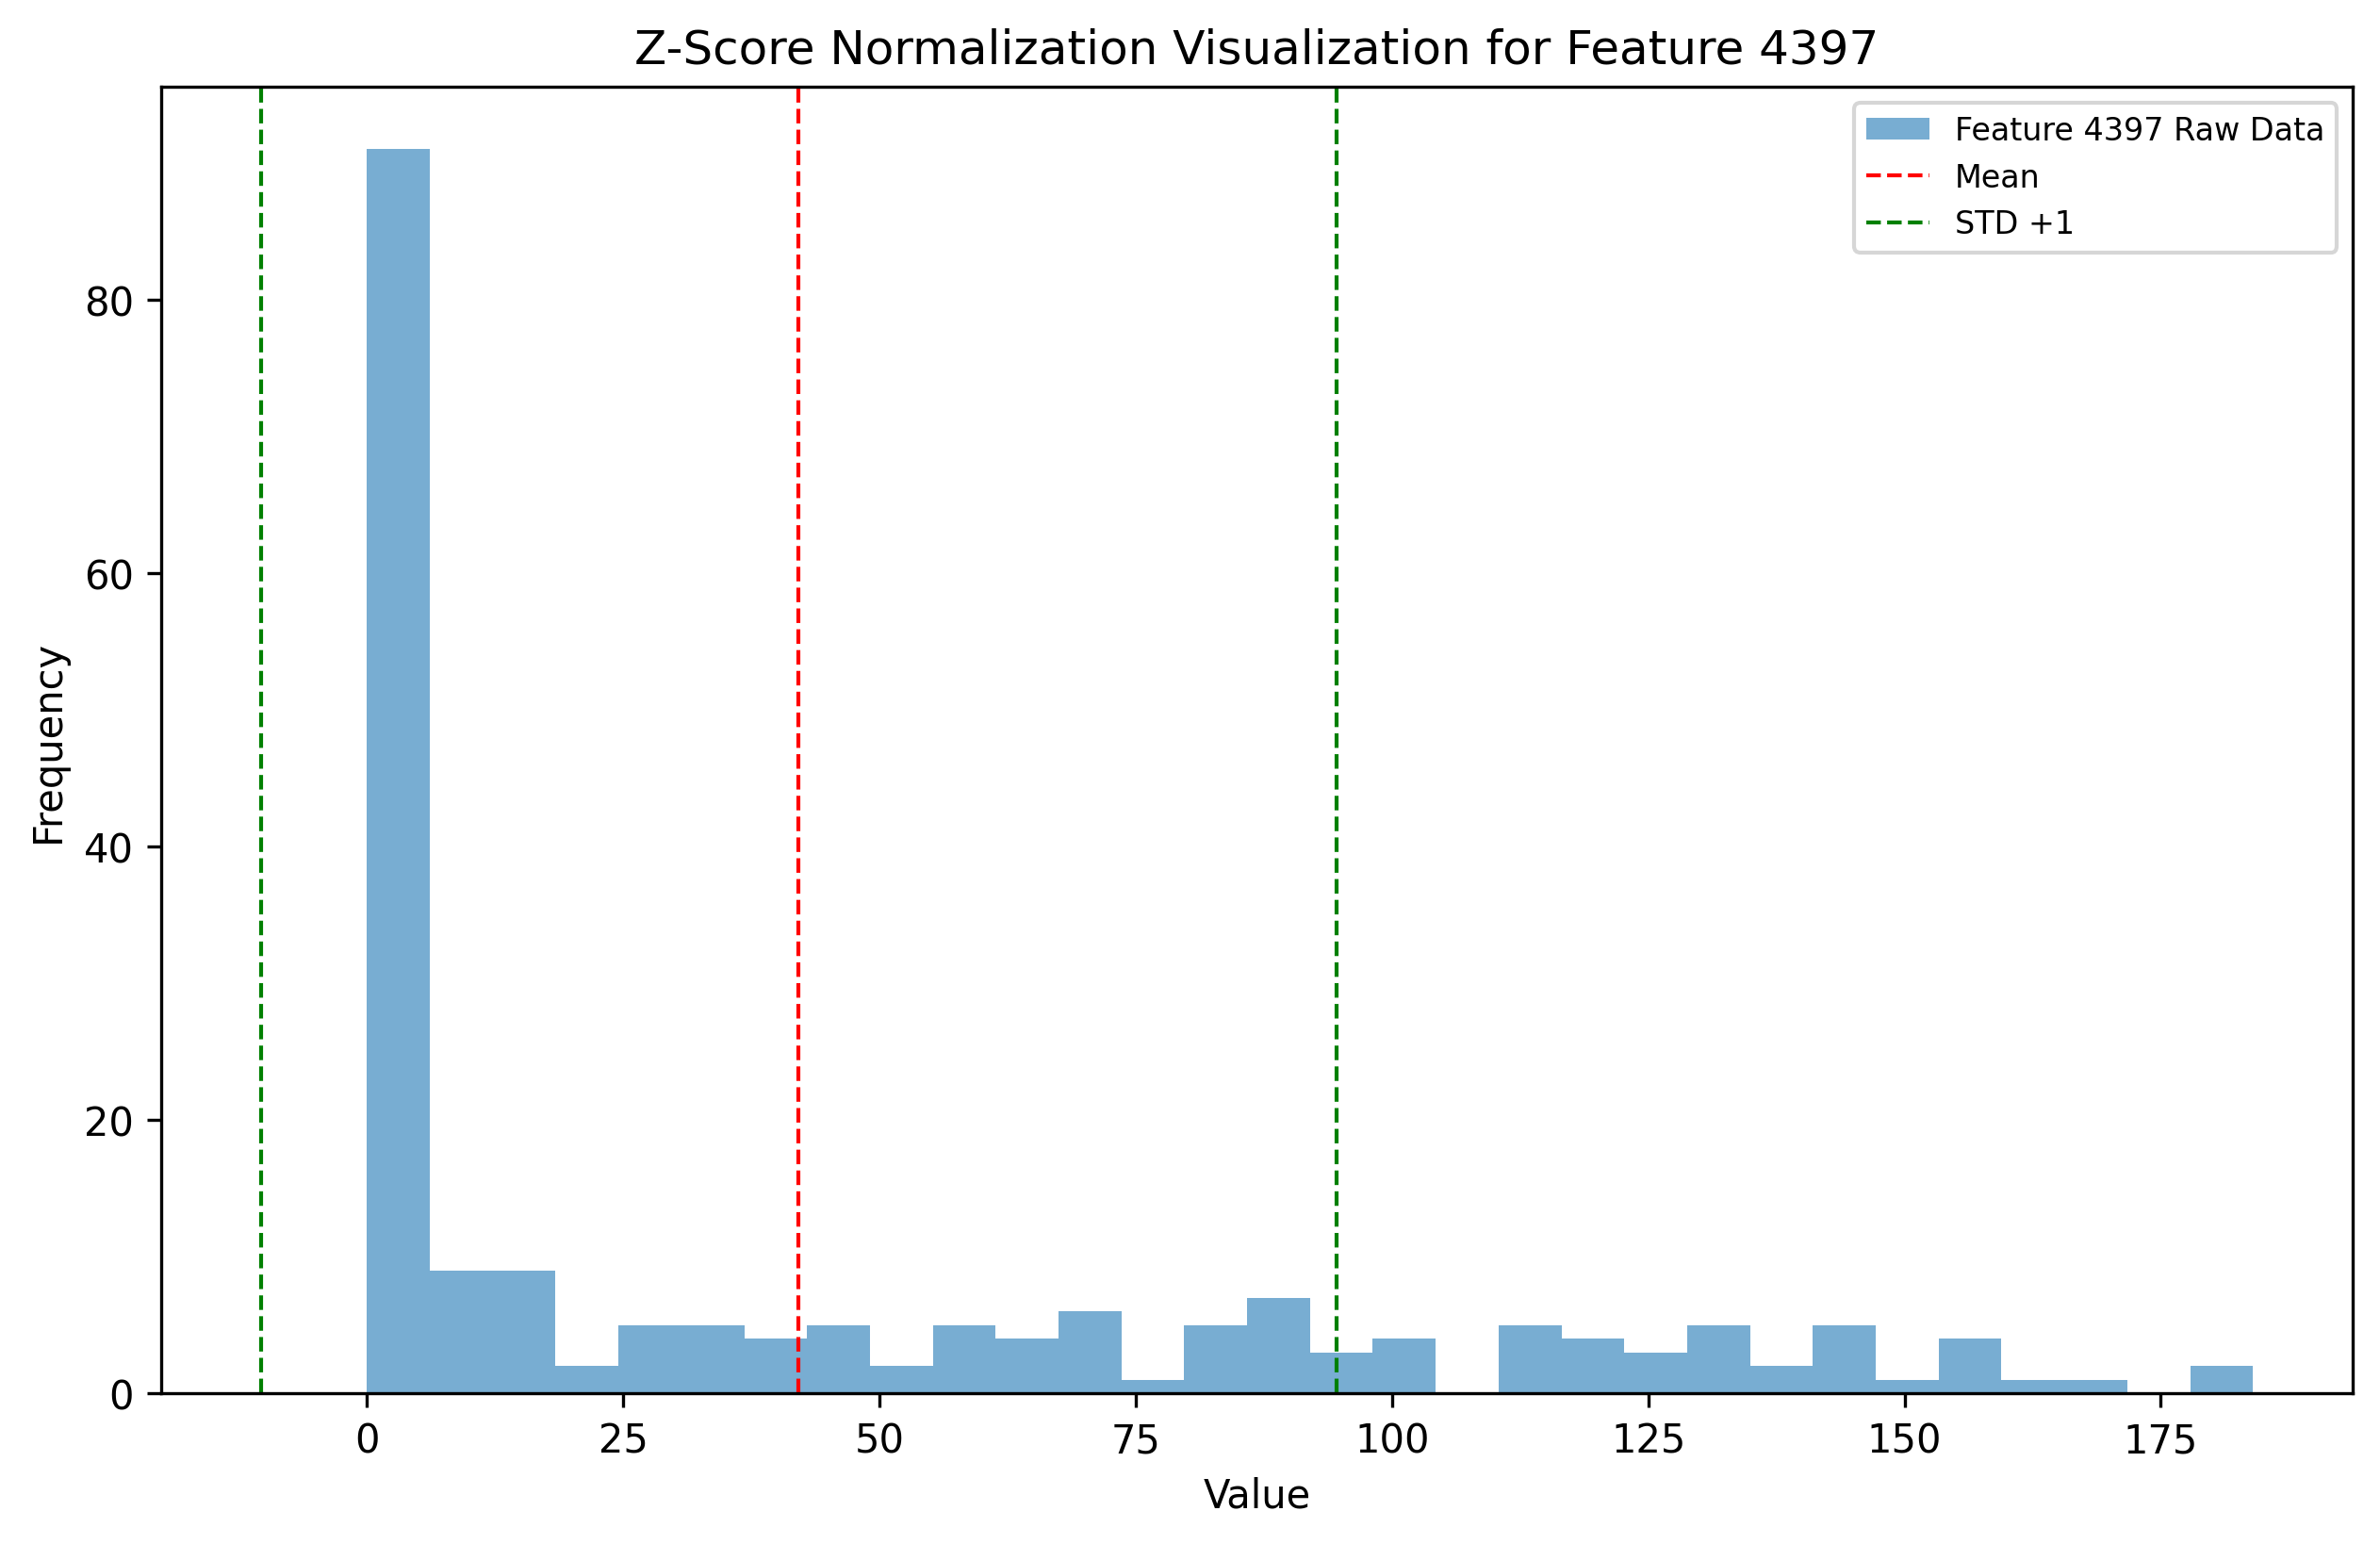 Z-Score Normalization Visualization for Feature 4397
Feature 4397 Raw Data
Mean
STD +1
80
60
40
20
0
Frequency
0 25 50 75 100 125 150 175
Value